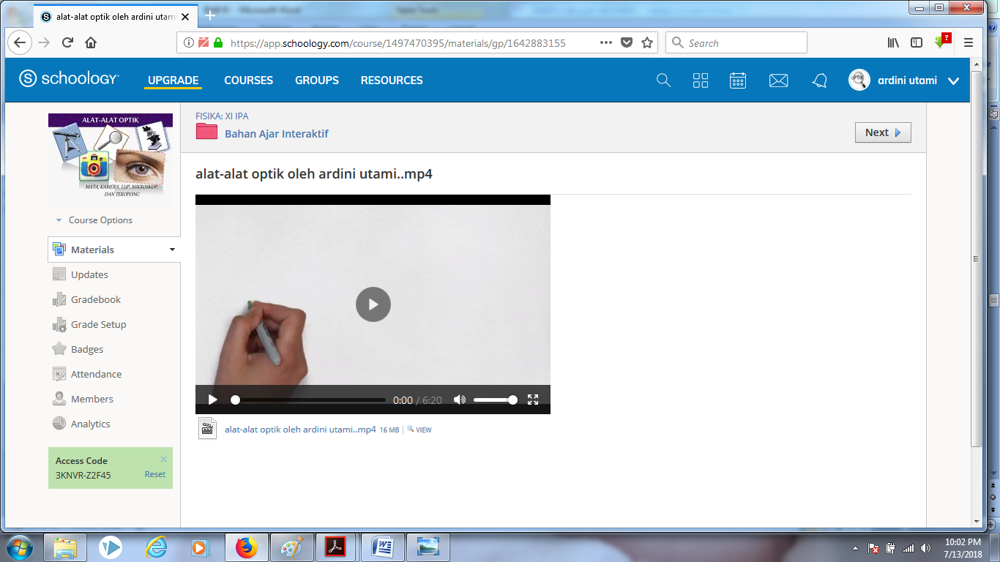 alat-alat optik oleh ardini utam
https://app.schoology.com/course/1497470395/materials/gp/1642883155
Search
S schoology
UPGRADE
COURSES
GROUPS
RESOURCES
OPTIK
ardini utami
ALAT-ALAT OPTIK
MATA, KAMERA, LUP, MIKROSKUP,
DAN TEROPONG
Course Options
Materials
Updates
Gradebook
Grade Setup
Badges
Attendance
Members
Analytics
Access Code
3KNVR-Z2F45
Reset
FISIKA: XI IPA
Bahan Ajar Interaktif
Next
alat-alat optik oleh ardini utami..mp4
0:00 / 6:20
alat-alat optik oleh ardini utami..mp4 16 MB VIEW
10:02 PM
7/13/2018